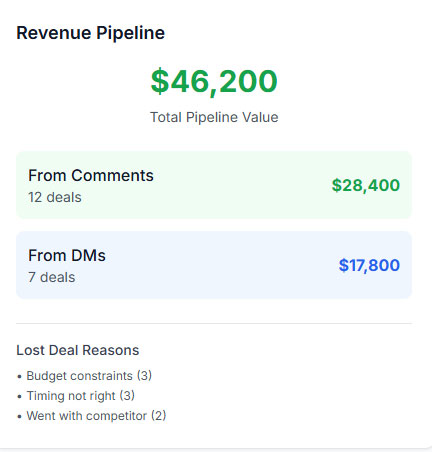 Revenue Pipeline
$46,200
Total Pipeline Value
From Comments
12 deals
$28,400
From DMs
7 deals
$17,800
Lost Deal Reasons
• Budget constraints (3)
• Timing not right (3)
• Went with competitor (2)